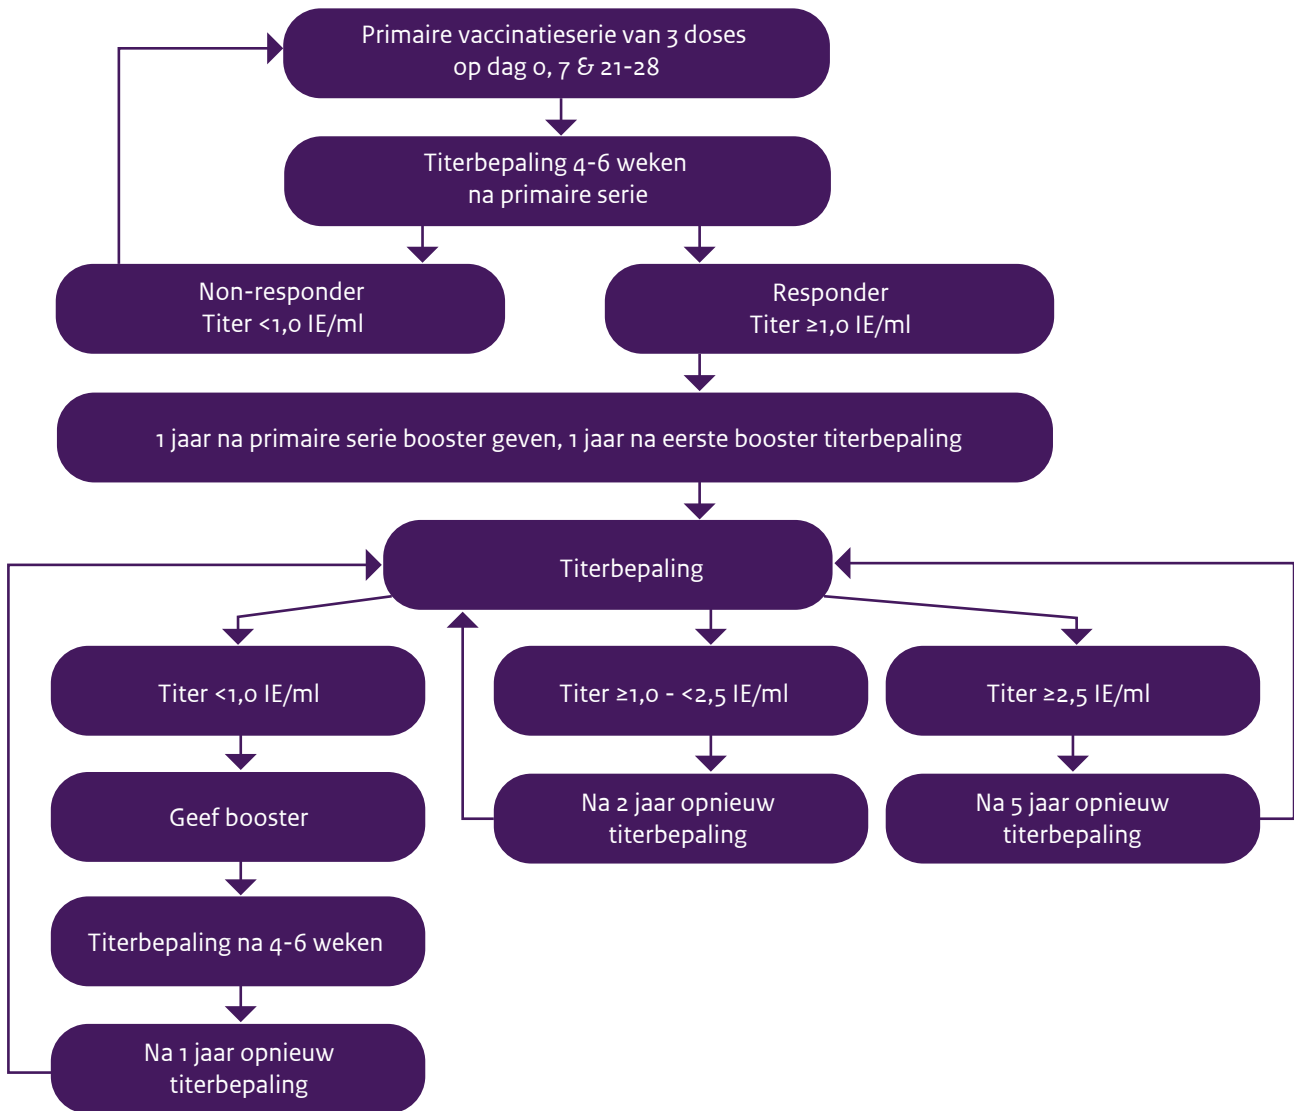 Primaire vaccinatieserie van 3 doses
op dag 0, 7 & 21-28
Titerbepaling 4-6 weken
na primaire serie
Non-responder
Titer <1,0 IE/ml
Responder
Titer ≥1,0 IE/ml
1 jaar na primaire serie booster geven, 1 jaar na eerste booster titerbepaling
Titerbepaling
Titer <1,0 IE/ml
Titer ≥1,0 - <2,5 IE/ml
Titer ≥2,5 IE/ml
Geef booster
Na 2 jaar opnieuw
titerbepaling
Na 5 jaar opnieuw
titerbepaling
Titerbepaling na 4-6 weken
Na 1 jaar opnieuw
titerbepaling